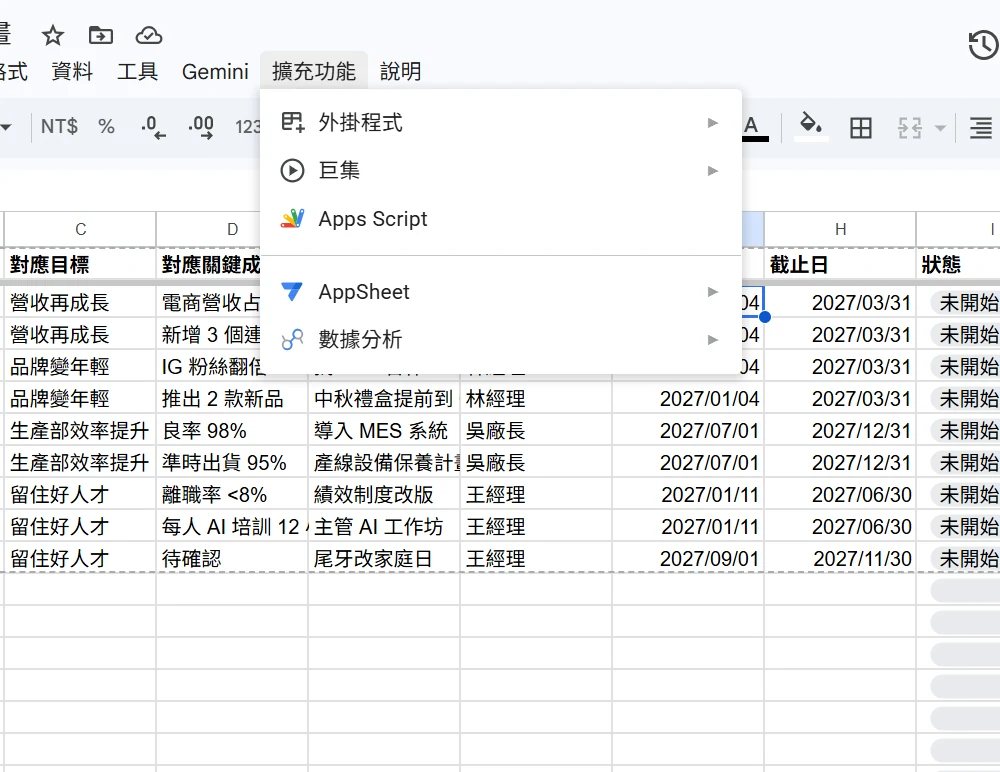 資料 工具 Gemini 擴充功能 說明
NT$ % .0 .00 123 A
外掛程式
巨集
Apps Script
AppSheet
數據分析
C D H I
對應目標 對應關鍵成 截止日 狀態
營收再成長 電商營收占 04 2027/03/31 未開始
營收再成長 新增 3 個 04 2027/03/31 未開始
品牌變年輕 IG 粉絲翻倍 04 2027/03/31 未開始
品牌變年輕 推出 2 款新品 中秋禮盒提前到 林經理 2027/01/04 2027/03/31 未開始
生產部效率提升 良率 98% 導入 MES 系統 吳廠長 2027/07/01 2027/12/31 未開始
生產部效率提升 準時出貨 95% 產線設備保養計 吳廠長 2027/07/01 2027/12/31 未開始
留住好人才 離職率 <8% 績效制度改版 王經理 2027/01/11 2027/06/30 未開始
留住好人才 每人 AI 培訓 12 主管 AI 工作坊 王經理 2027/01/11 2027/06/30 未開始
留住好人才 待確認 尾牙改家庭日 王經理 2027/09/01 2027/11/30 未開始